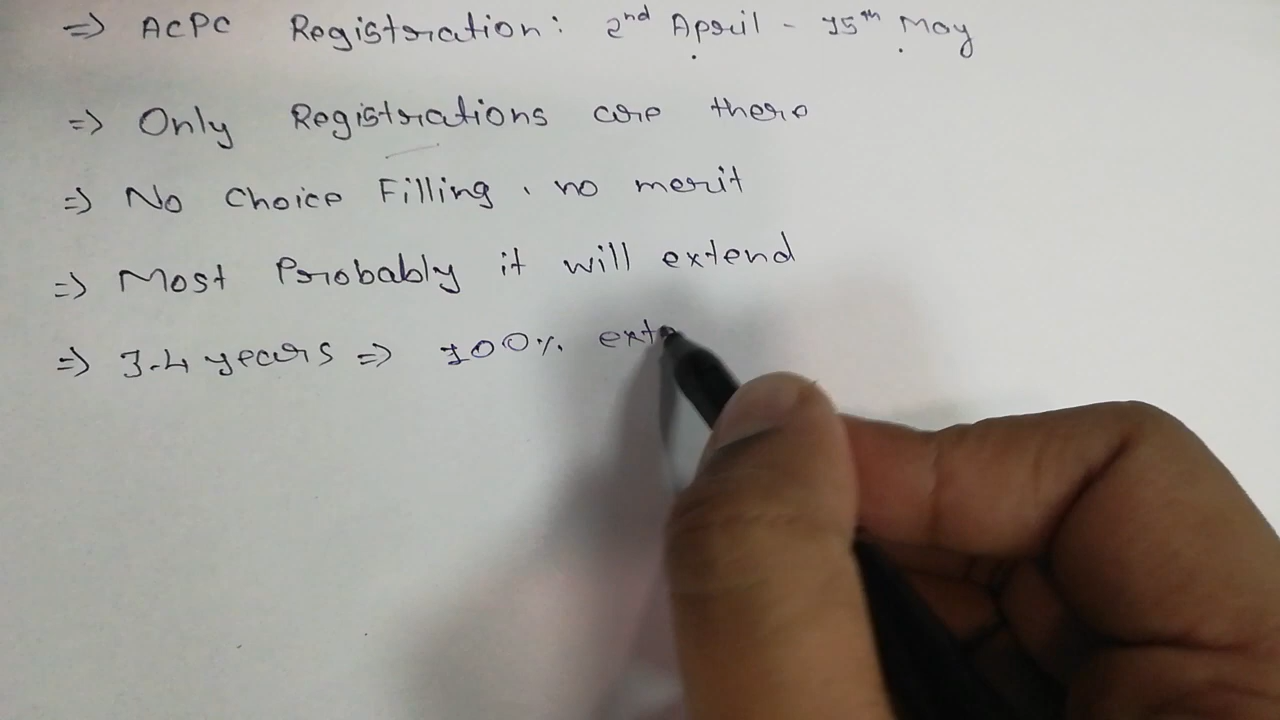 => ACPC Registration: 2nd April - 15th May
=> Only Registrations are there
=> No Choice Filling, no merit
=> Most Probably it will extend
=> 3-4 years => 100% exte